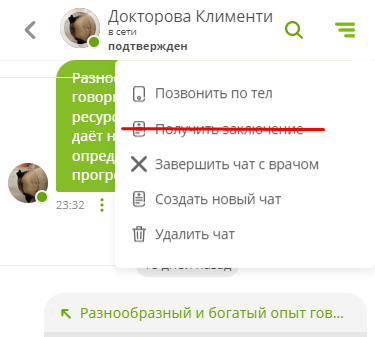 Докторова Клименти
в сети
подтвержден
Разно
говор
ресур
даёт н
опред
прогр
23:32
Позвонить по тел
Получить заключение
Завершить чат с врачом
Создать новый чат
Удалить чат
дней назад
Разнообразный и богатый опыт гов...